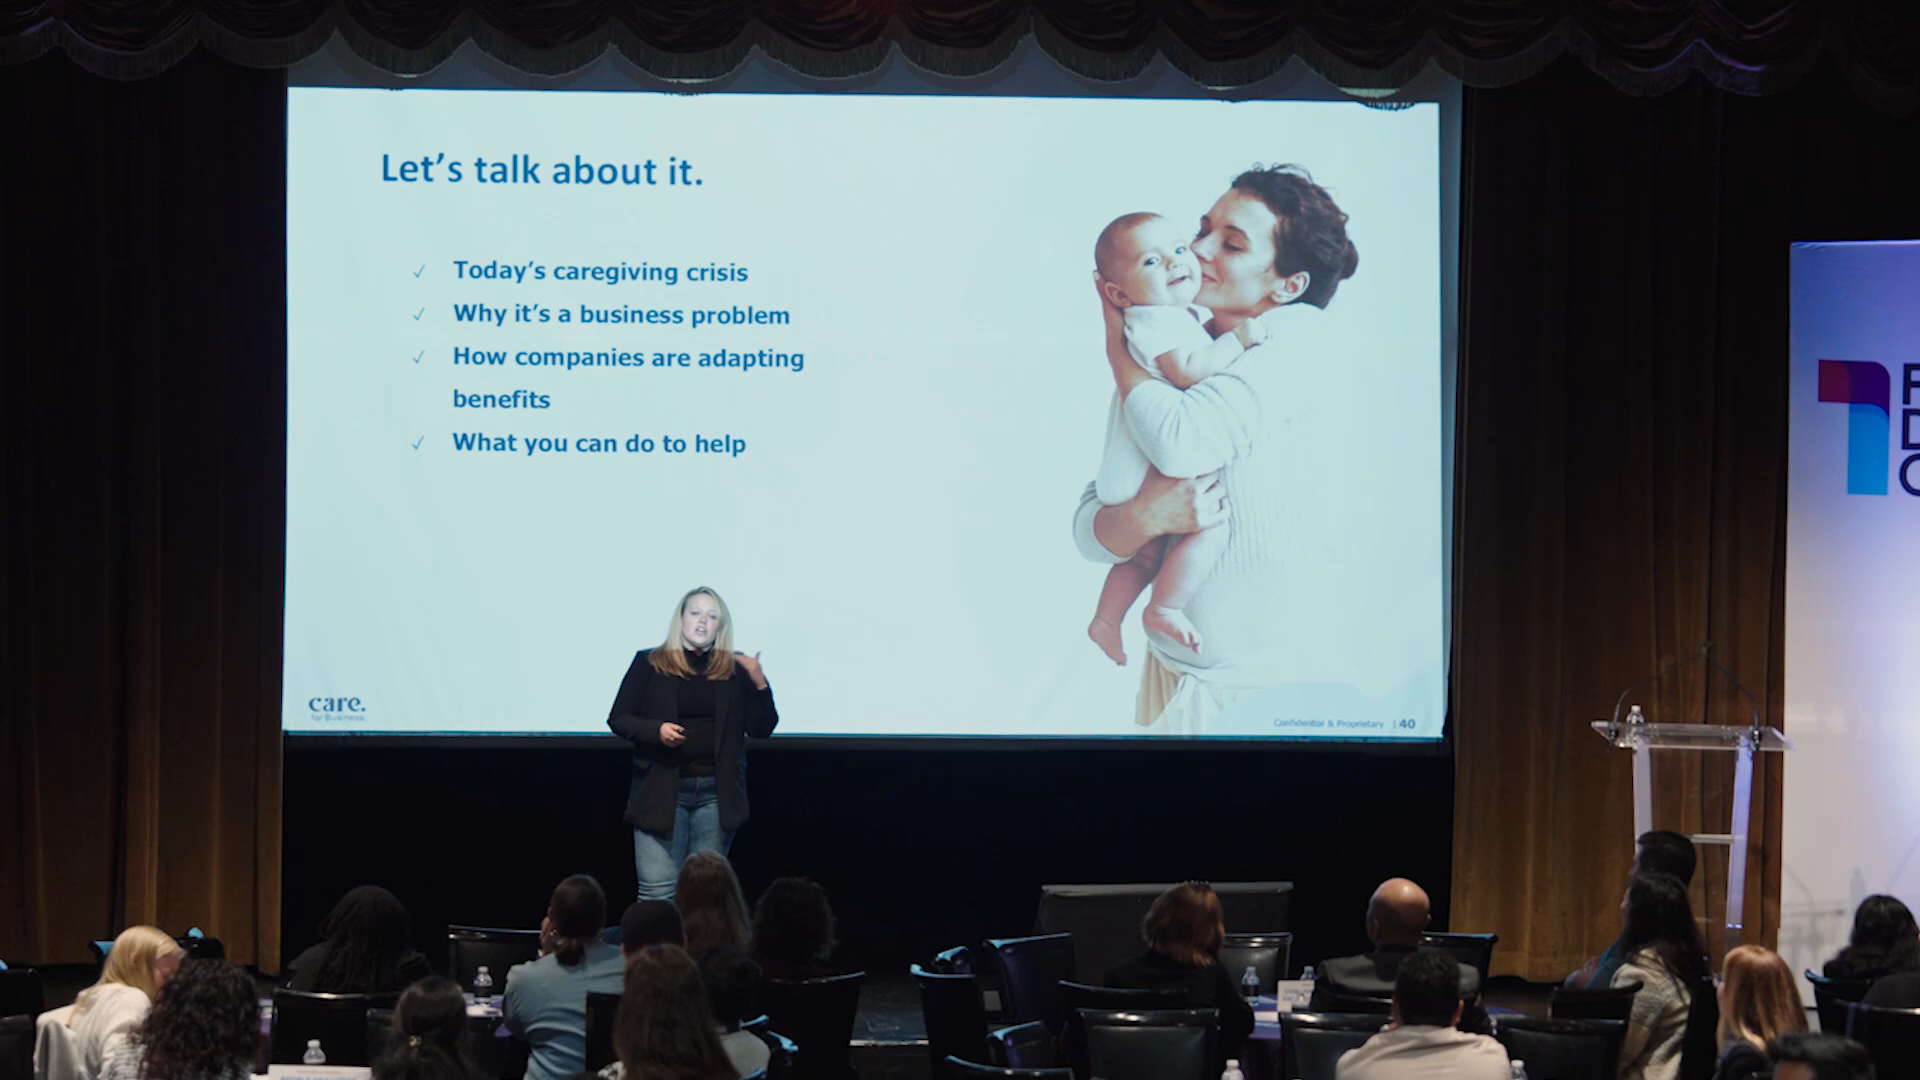 Let's talk about it.
✓ Today's caregiving crisis
✓ Why it's a business problem
✓ How companies are adapting
benefits
✓ What you can do to help
care.
for Business.
Confidential & Proprietary | 40